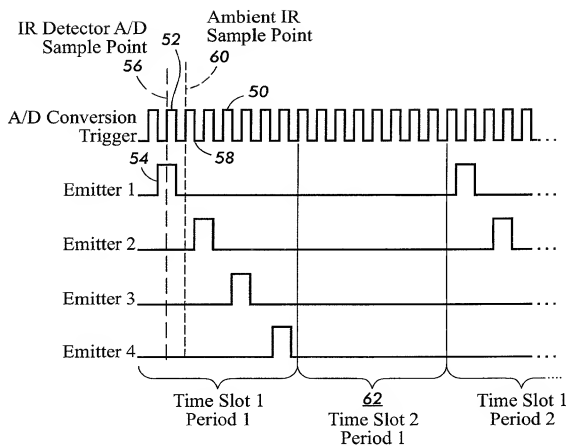 IR Detector A/D
Sample Point
56
52
Ambient IR
Sample Point
60
50
A/D Conversion
Trigger
58
54
Emitter 1
Emitter 2
Emitter 3
Emitter 4
Time Slot 1
Period 1
62
Time Slot 2
Period 1
Time Slot 1
Period 2